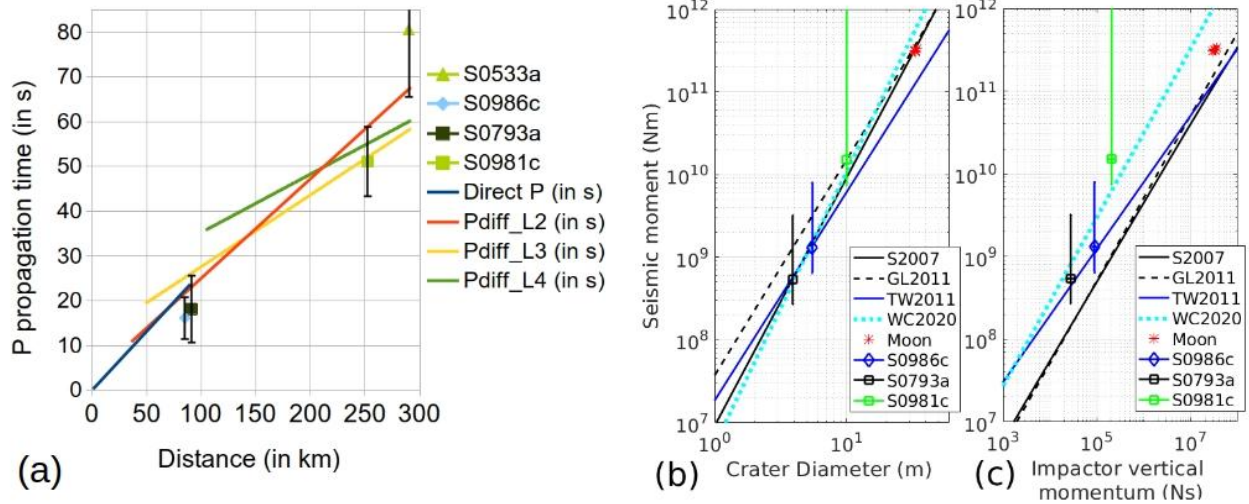 P propagation time (in s)
80
70
60
50
40
30
20
10
0
0 50 100 150 200 250 300
Distance (in km)
(a)
S0533a
S0986c
S0793a
S0981c
Direct P (in s)
Pdiff_L2 (in s)
Pdiff_L3 (in s)
Pdiff_L4 (in s)
Seismic moment (Nm)
10^12
10^11
10^10
10^9
10^8
10^7
10^0 10^1
Crater Diameter (m)
(b)
S2007
GL2011
TW2011
WC2020
Moon
S0986c
S0793a
S0981c
10^12
10^11
10^10
10^9
10^8
10^7
10^3 10^5 10^7
Impactor vertical
momentum (Ns)
(c)
S2007
GL2011
TW2011
WC2020
Moon
S0986c
S0793a
S0981c